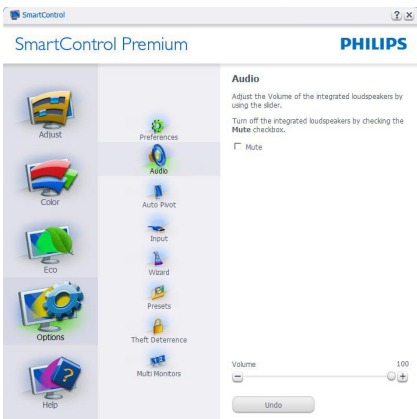 SmartControl
SmartControl Premium
PHILIPS
Adjust
Color
Eco
Options
Help
Preferences
Audio
Auto Pivot
Input
Wizard
Presets
Theft Deterrence
Multi Monitors
Audio
Adjust the Volume of the integrated loudspeakers by
using the slider.
Turn off the integrated loudspeakers by checking the
Mute checkbox.
Mute
Volume 100
Undo